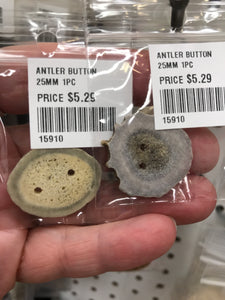 ANTLER BUTTON
25MM 1PC
PRICE $5.29
15910
ANTLER BUTTON
25MM 1PC
PRICE $5.29
15910